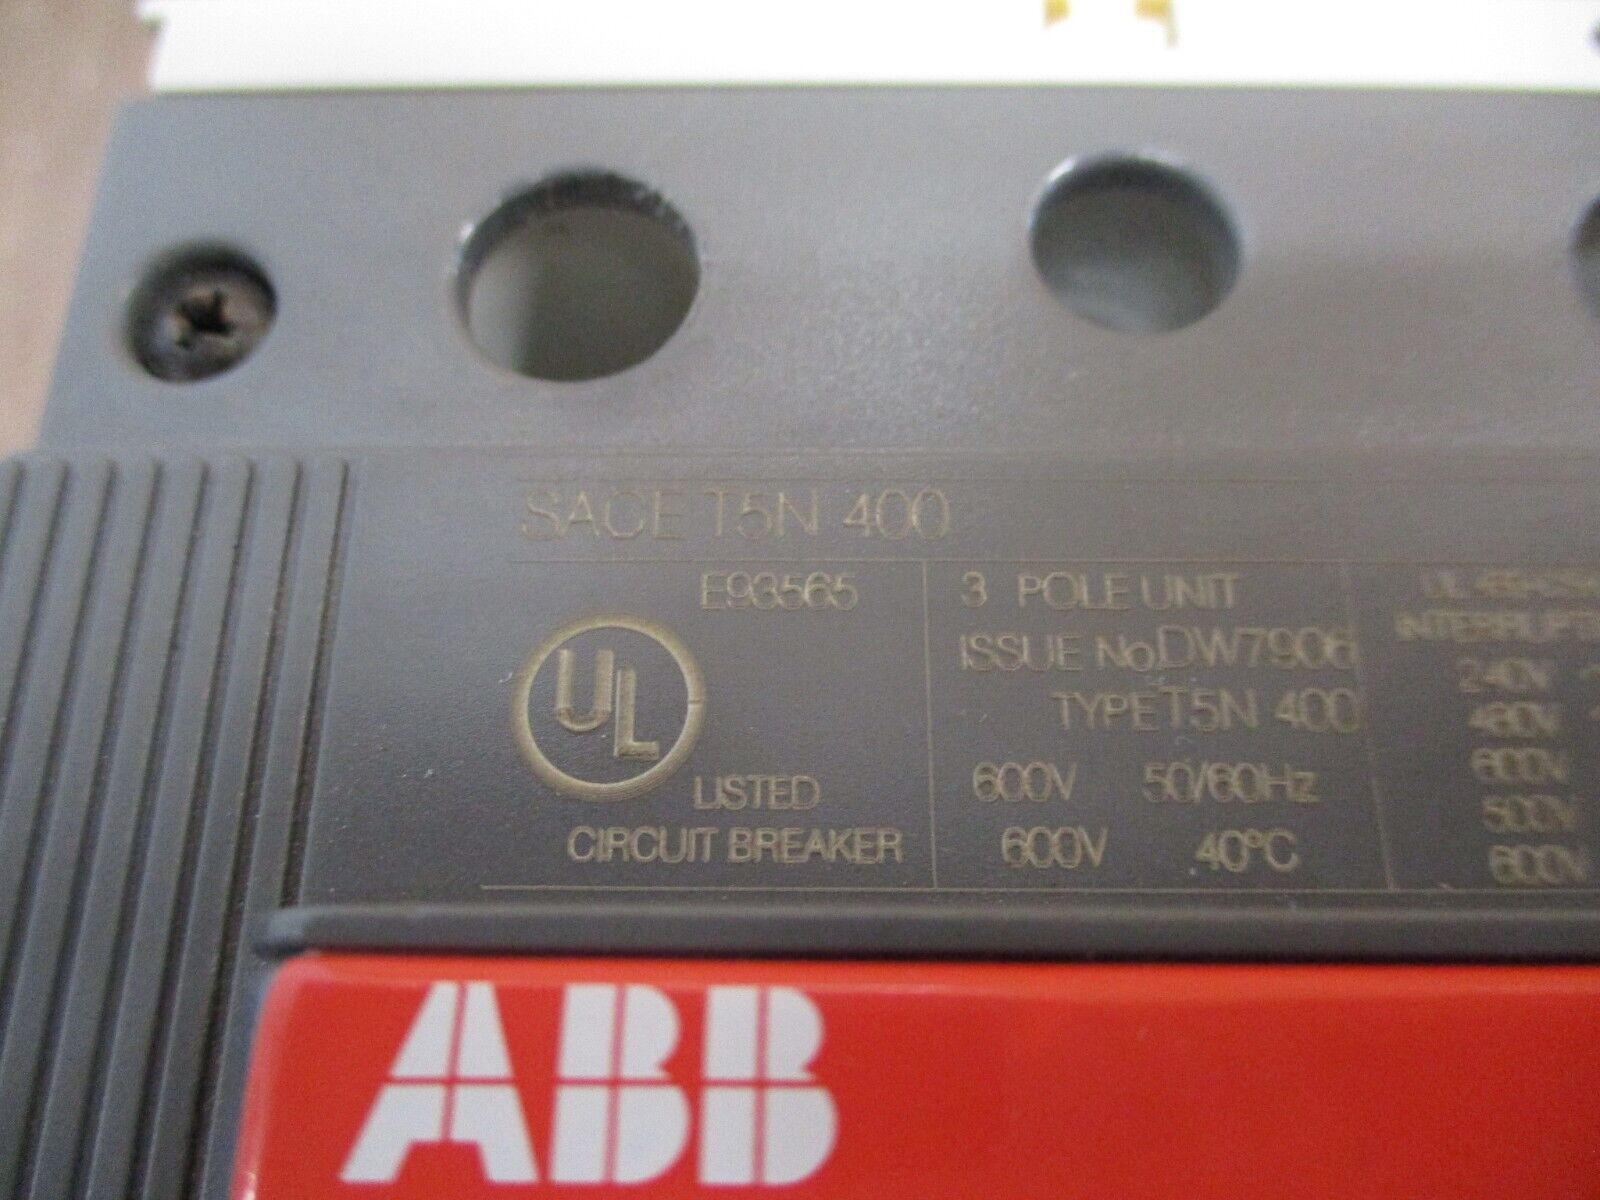 SACE T5N 400
E93565
UL
LISTED
CIRCUIT BREAKER
3 POLE UNIT
ISSUE No.DW7906
TYPE T5N 400
600V 50/60Hz
600V 40°C
240V
480V
600V
500V
600V
ABB